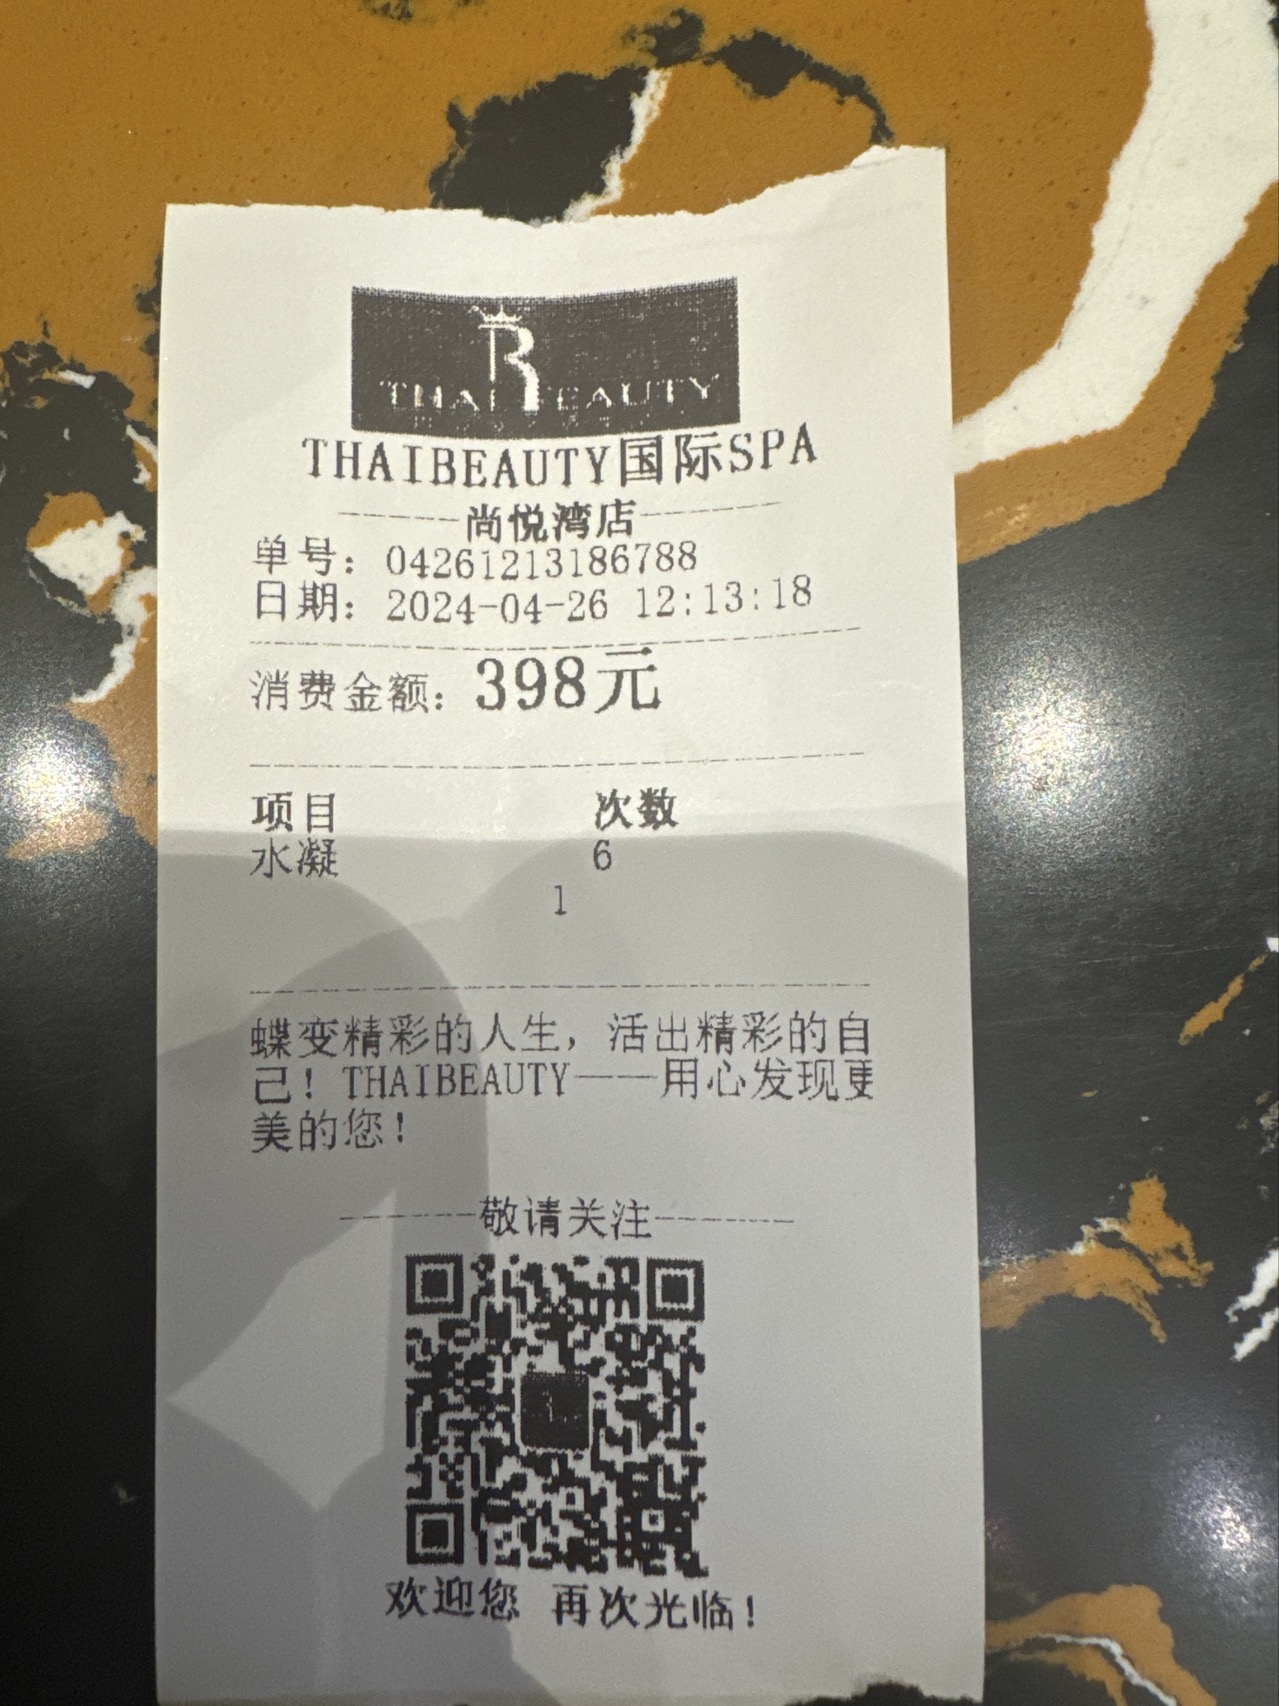 THAI BEAUTY
THAIBEAUTY国际SPA
尚悦湾店
单号：04261213186788
日期：2024-04-26 12:13:18
消费金额：398元
项目 次数
水凝 6
1
蝶变精彩的人生，活出精彩的自
己！THAIBEAUTY——用心发现更
美的您！
敬请关注
欢迎您 再次光临！